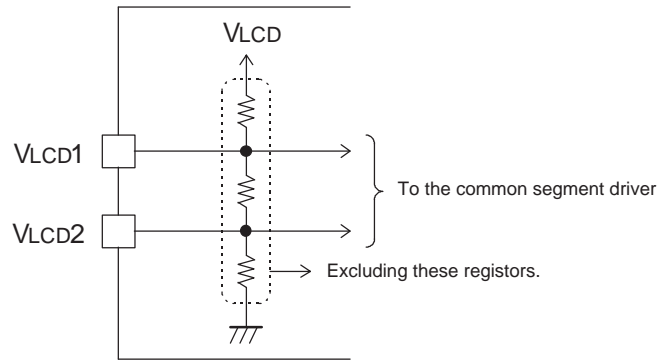 VLCD
VLCD1
To the common segment driver
VLCD2
Excluding these registors.